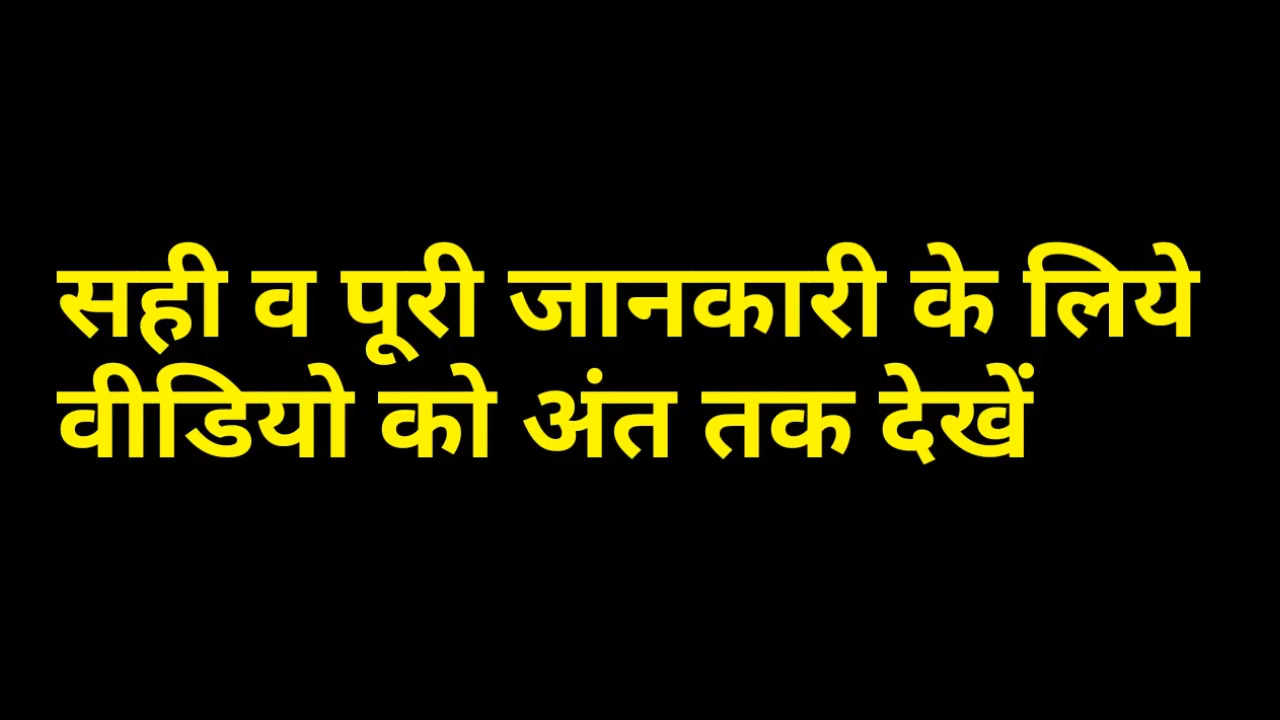 सही व पूरी जानकारी के लिये
वीडियो को अंत तक देखें